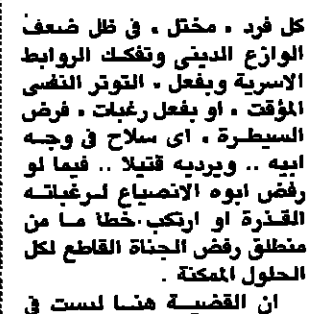 كل فرد ، مختل ، في ظل ضعف
الوازع الديني وتفكك الروابط
الاسرية وبفعل ، التوتر النفسي
المؤقت ، او بفعل رغبات ، فرض
السيطرة ، اى سلاح في وجه
ابيه .. ويرديه قتيلا .. فيما لو
رفض ابوه الانصياع لرغباته
القذرة او ارتكب خطا ما من
منطلق رفض الجناة القاطع لكل
الحلول الممكنة .
ان القضية هنا ليست في